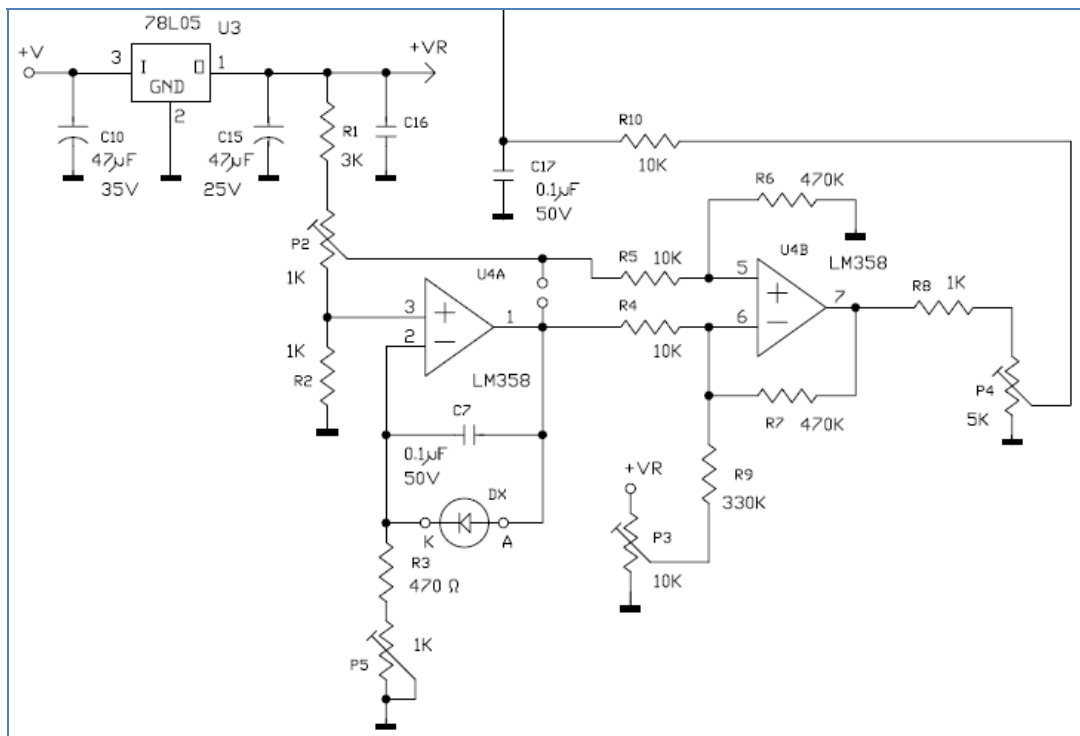 78L05
U3
+V
3
I
O
1
+VR
GND
2
C10
47µF
35V
C15
47µF
25V
R1
3K
C16
C17
0.1µF
50V
R10
10K
R6
470K
P2
1K
U4A
R5
10K
U4B
LM358
5
+
7
R8
1K
3
+
1
R4
6
−
2
−
10K
1K
R2
LM358
P4
5K
C7
0.1µF
50V
R7
470K
DX
+VR
R9
330K
K
A
P3
R3
470 Ω
10K
1K
P5